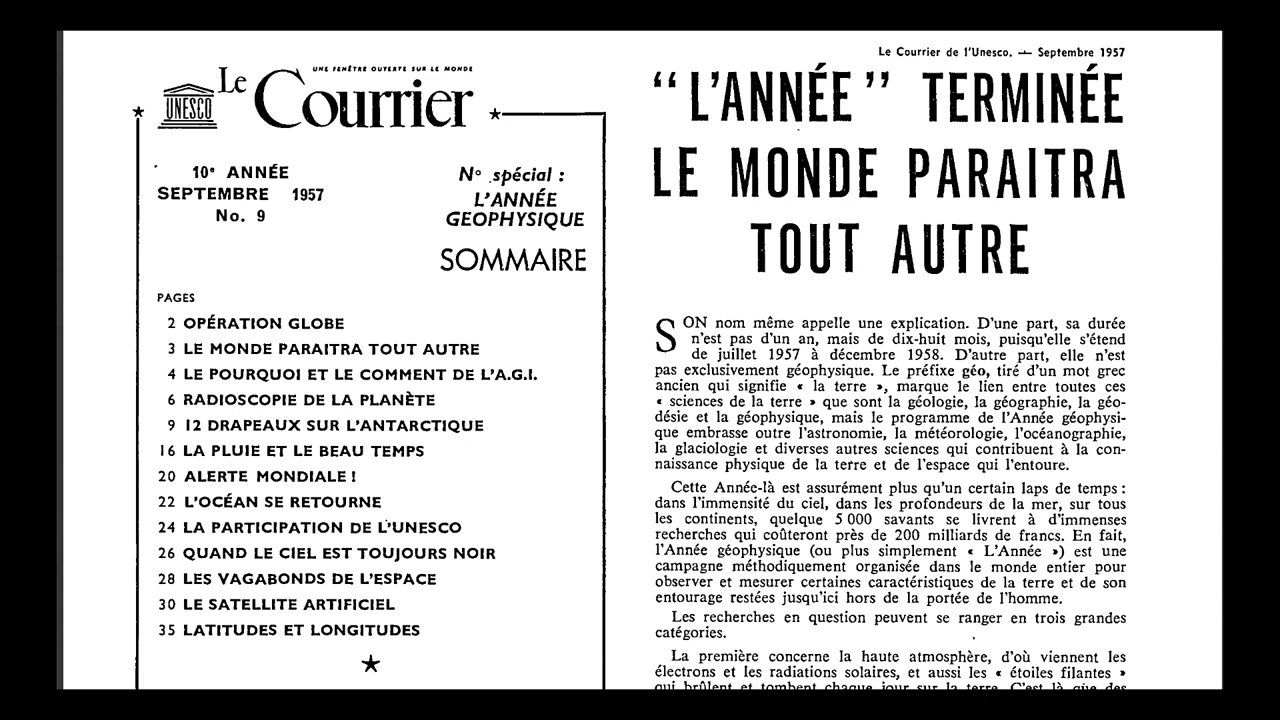 UNE FENÊTRE OUVERTE SUR LE MONDE
UNESCO
Le Courrier
10e ANNÉE
SEPTEMBRE 1957
No. 9
No spécial :
L'ANNÉE
GEOPHYSIQUE
SOMMAIRE
PAGES
2 OPÉRATION GLOBE
3 LE MONDE PARAITRA TOUT AUTRE
4 LE POURQUOI ET LE COMMENT DE L'A.G.I.
6 RADIOSCOPIE DE LA PLANÈTE
9 12 DRAPEAUX SUR L'ANTARCTIQUE
16 LA PLUIE ET LE BEAU TEMPS
20 ALERTE MONDIALE !
22 L'OCÉAN SE RETOURNE
24 LA PARTICIPATION DE L'UNESCO
26 QUAND LE CIEL EST TOUJOURS NOIR
28 LES VAGABONDS DE L'ESPACE
30 LE SATELLITE ARTIFICIEL
35 LATITUDES ET LONGITUDES
Le Courrier de l'Unesco. — Septembre 1957
“ L'ANNÉE ” TERMINÉE
LE MONDE PARAITRA
TOUT AUTRE
SON nom même appelle une explication. D'une part, sa durée
n'est pas d'un an, mais de dix-huit mois, puisqu'elle s'étend
de juillet 1957 à décembre 1958. D'autre part, elle n'est
pas exclusivement géophysique. Le préfixe géo, tiré d'un mot grec
ancien qui signifie « la terre », marque le lien entre toutes ces
« sciences de la terre » que sont la géologie, la géographie, la géo-
désie et la géophysique, mais le programme de l'Année géophysi-
que embrasse outre l'astronomie, la météorologie, l'océanographie,
la glaciologie et diverses autres sciences qui contribuent à la con-
naissance physique de la terre et de l'espace qui l'entoure.
Cette Année-là est assurément plus qu'un certain laps de temps :
dans l'immensité du ciel, dans les profondeurs de la mer, sur tous
les continents, quelque 5 000 savants se livrent à d'immenses
recherches qui coûteront près de 200 milliards de francs. En fait,
l'Année géophysique (ou plus simplement « L'Année ») est une
campagne méthodiquement organisée dans le monde entier pour
observer et mesurer certaines caractéristiques de la terre et de son
entourage restées jusqu'ici hors de la portée de l'homme.
Les recherches en question peuvent se ranger en trois grandes
catégories.
La première concerne la haute atmosphère, d'où viennent les
électrons et les radiations solaires, et aussi les « étoiles filantes »
qui brûlent et tombent chaque jour sur la terre. C'est là que des